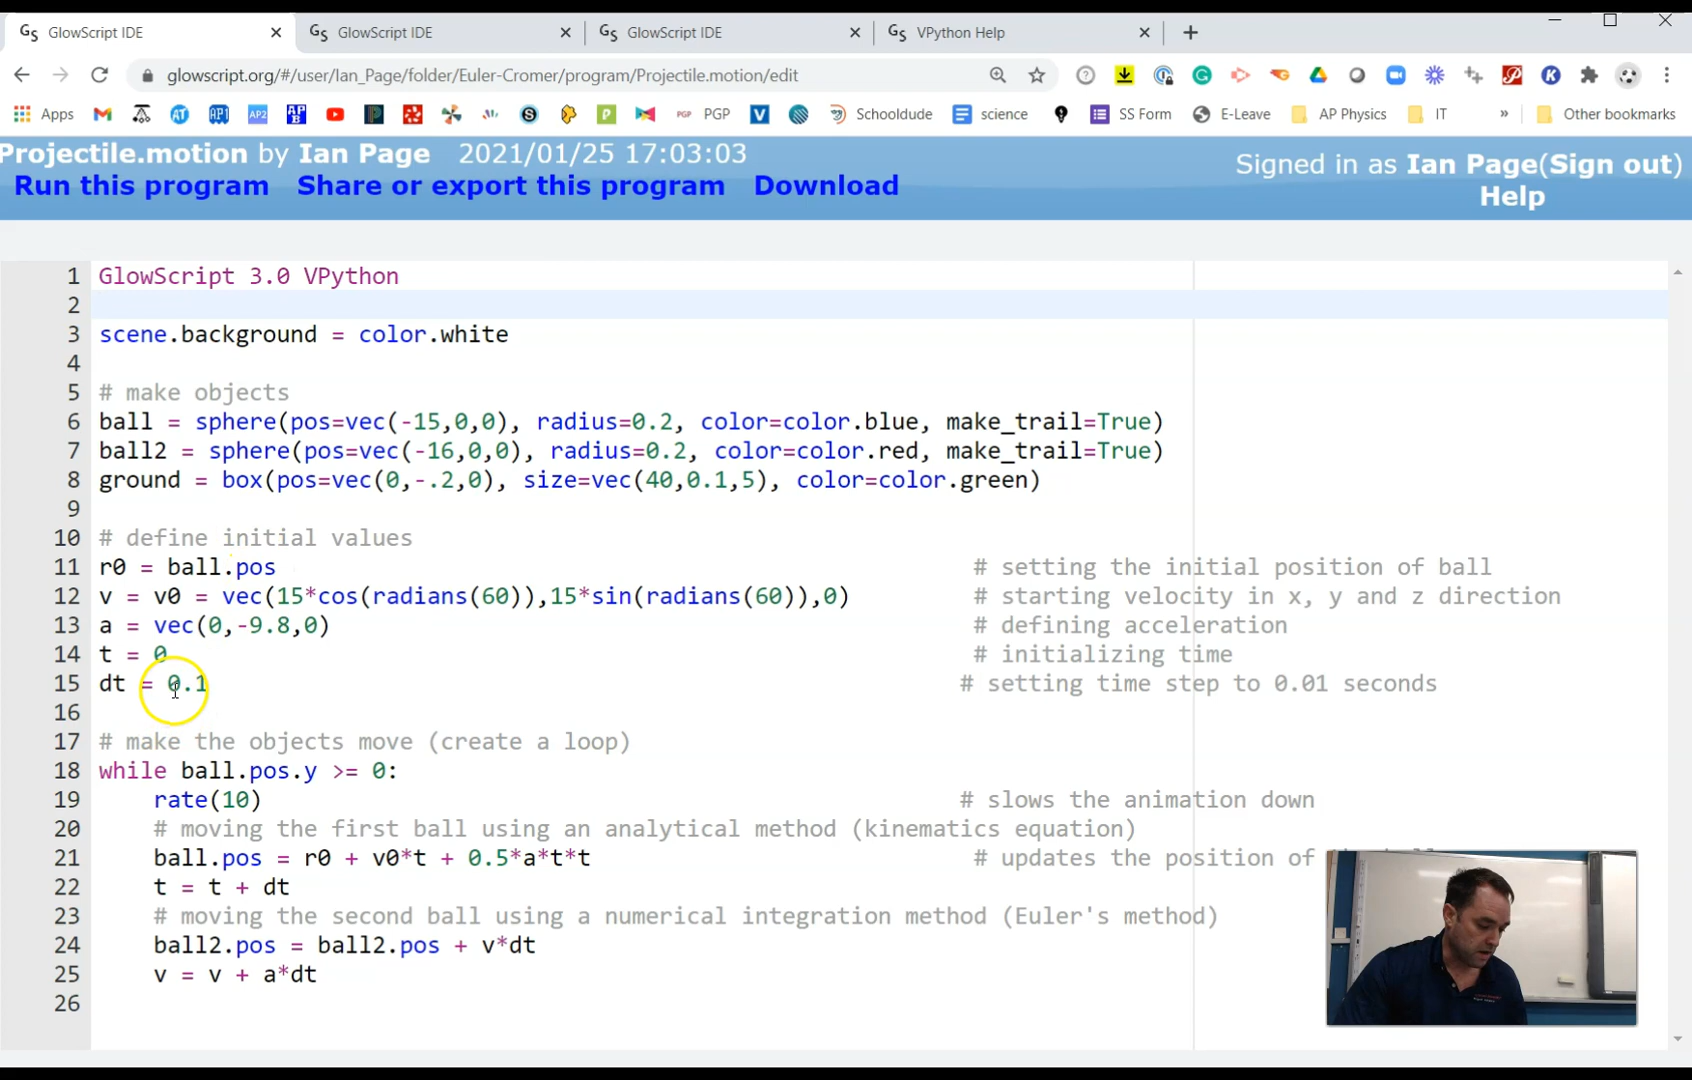 GlowScript IDE
GlowScript IDE
GlowScript IDE
VPython Help
glowscript.org/#/user/Ian_Page/folder/Euler-Cromer/program/Projectile.motion/edit
Apps
PGP
Schooldude
science
SS Form
E-Leave
AP Physics
IT
»
Other bookmarks
Projectile.motion by Ian Page 2021/01/25 17:03:03
Signed in as Ian Page(Sign out)
Run this program Share or export this program Download
Help
1 GlowScript 3.0 VPython
2
3 scene.background = color.white
4
5 # make objects
6 ball = sphere(pos=vec(-15,0,0), radius=0.2, color=color.blue, make_trail=True)
7 ball2 = sphere(pos=vec(-16,0,0), radius=0.2, color=color.red, make_trail=True)
8 ground = box(pos=vec(0,-.2,0), size=vec(40,0.1,5), color=color.green)
9
10 # define initial values
11 r0 = ball.pos # setting the initial position of ball
12 v = v0 = vec(15*cos(radians(60)),15*sin(radians(60)),0) # starting velocity in x, y and z direction
13 a = vec(0,-9.8,0) # defining acceleration
14 t = 0 # initializing time
15 dt = 0.1 # setting time step to 0.01 seconds
16
17 # make the objects move (create a loop)
18 while ball.pos.y >= 0:
19 rate(10) # slows the animation down
20 # moving the first ball using an analytical method (kinematics equation)
21 ball.pos = r0 + v0*t + 0.5*a*t*t # updates the position of
22 t = t + dt
23 # moving the second ball using a numerical integration method (Euler's method)
24 ball2.pos = ball2.pos + v*dt
25 v = v + a*dt
26